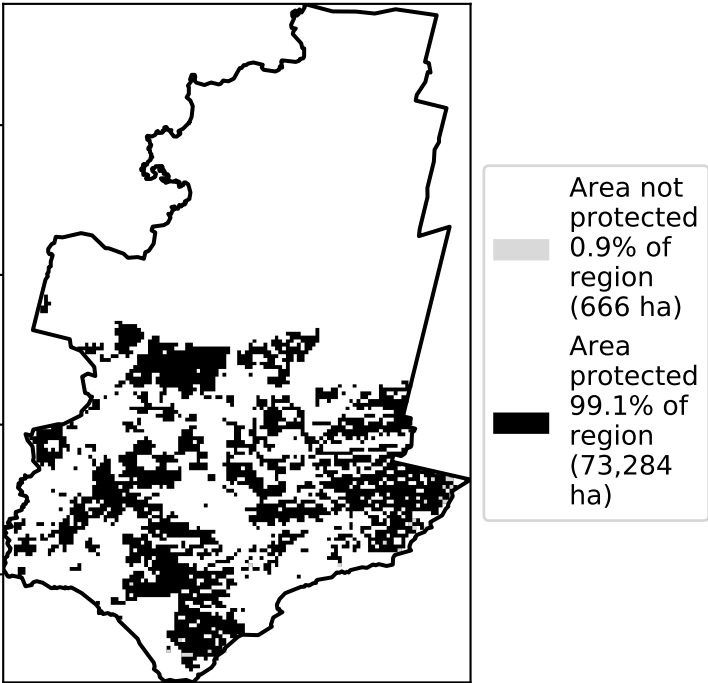 Area not
protected
0.9% of
region
(666 ha)
Area
protected
99.1% of
region
(73,284
ha)